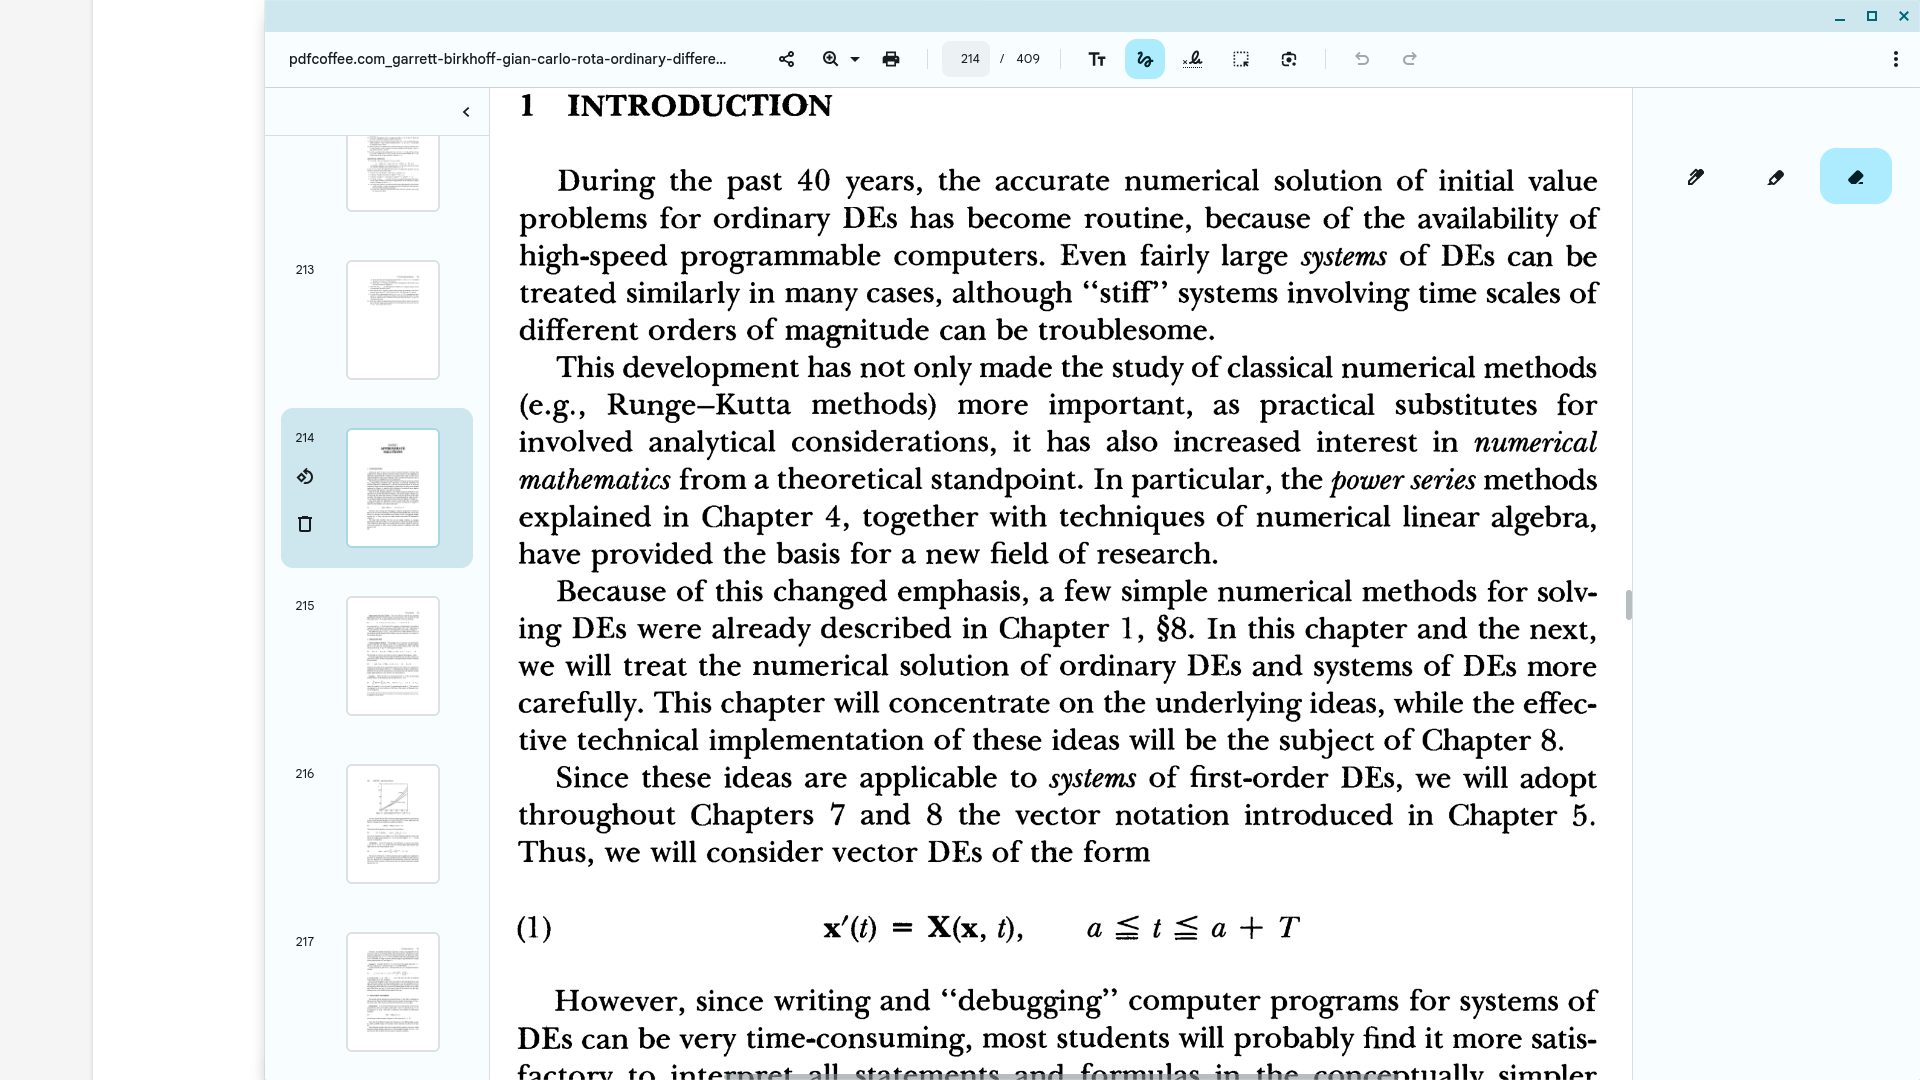 pdfcoffee.com_garrett-birkhoff-gian-carlo-rota-ordinary-differe...
214 / 409
213
214
215
216
217
1 INTRODUCTION
During the past 40 years, the accurate numerical solution of initial value
problems for ordinary DEs has become routine, because of the availability of
high-speed programmable computers. Even fairly large systems of DEs can be
treated similarly in many cases, although “stiff” systems involving time scales of
different orders of magnitude can be troublesome.
This development has not only made the study of classical numerical methods
(e.g., Runge–Kutta methods) more important, as practical substitutes for
involved analytical considerations, it has also increased interest in numerical
mathematics from a theoretical standpoint. In particular, the power series methods
explained in Chapter 4, together with techniques of numerical linear algebra,
have provided the basis for a new field of research.
Because of this changed emphasis, a few simple numerical methods for solv-
ing DEs were already described in Chapter 1, §8. In this chapter and the next,
we will treat the numerical solution of ordinary DEs and systems of DEs more
carefully. This chapter will concentrate on the underlying ideas, while the effec-
tive technical implementation of these ideas will be the subject of Chapter 8.
Since these ideas are applicable to systems of first-order DEs, we will adopt
throughout Chapters 7 and 8 the vector notation introduced in Chapter 5.
Thus, we will consider vector DEs of the form
(1) x′(t) = X(x, t), a ≦ t ≦ a + T
However, since writing and “debugging” computer programs for systems of
DEs can be very time-consuming, most students will probably find it more satis-
factory to interpret all statements and formulas in the conceptually simpler